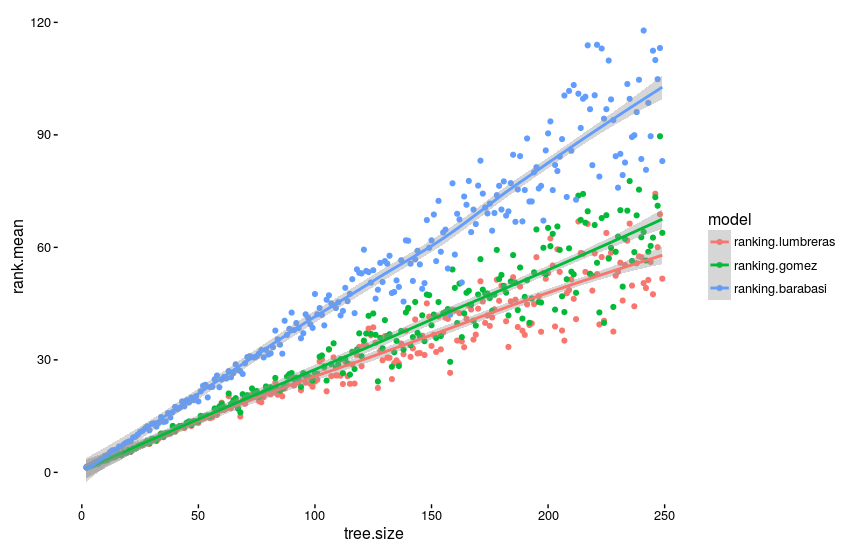 120
90
60
30
0
rank.mean
0 50 100 150 200 250
tree.size
model
ranking.lumbreras
ranking.gomez
ranking.barabasi